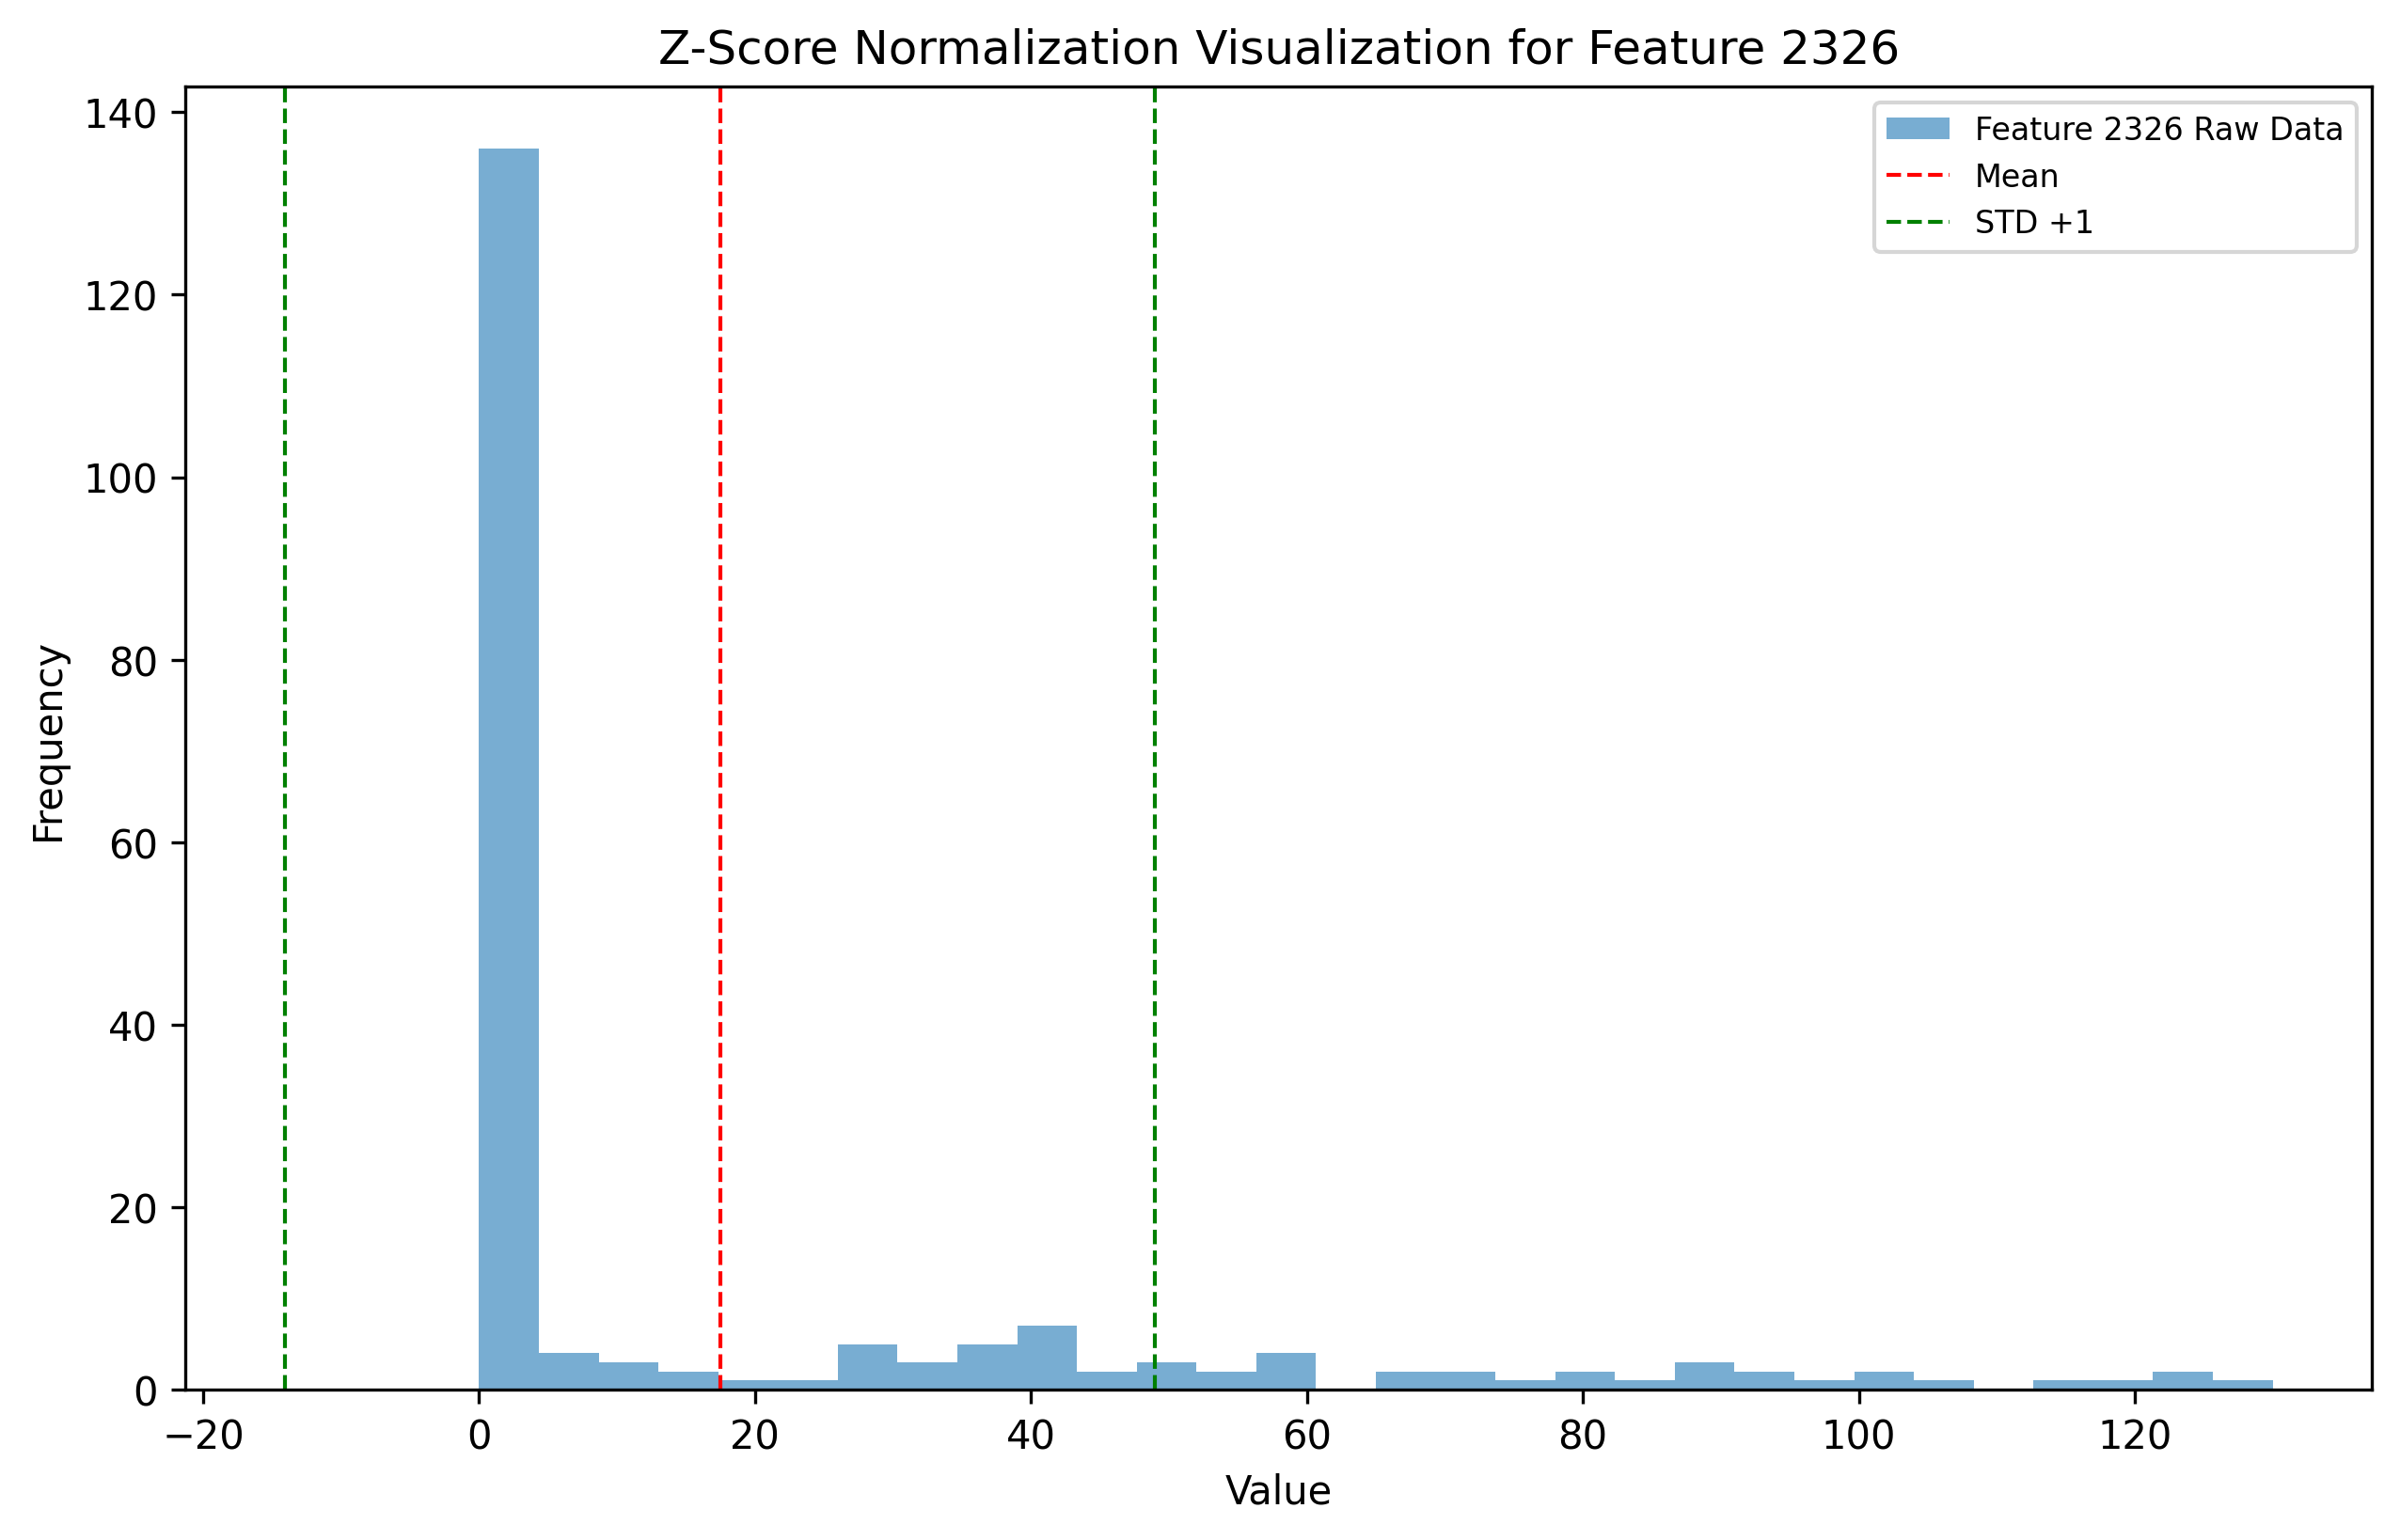 Z-Score Normalization Visualization for Feature 2326
140
120
100
80
60
40
20
0
Frequency
Feature 2326 Raw Data
Mean
STD +1
−20 0 20 40 60 80 100 120
Value